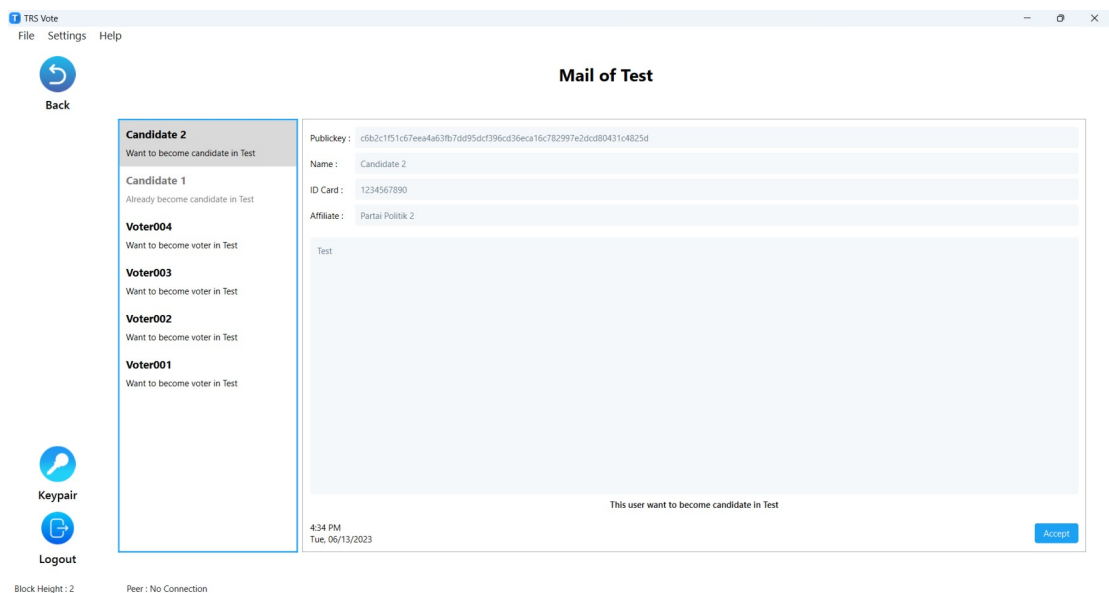 TRS Vote
File Settings Help
Back
Mail of Test
Candidate 2
Want to become candidate in Test
Candidate 1
Already become candidate in Test
Voter004
Want to become voter in Test
Voter003
Want to become voter in Test
Voter002
Want to become voter in Test
Voter001
Want to become voter in Test
Publickey : c6b2c1f51c67eea4a63fb7dd95dcf396cd36eca16c782997e2dcd80431c4825d
Name : Candidate 2
ID Card : 1234567890
Affiliate : Partai Politik 2
Test
This user want to become candidate in Test
4:34 PM
Tue, 06/13/2023
Accept
Keypair
Logout
Block Height : 2 Peer : No Connection